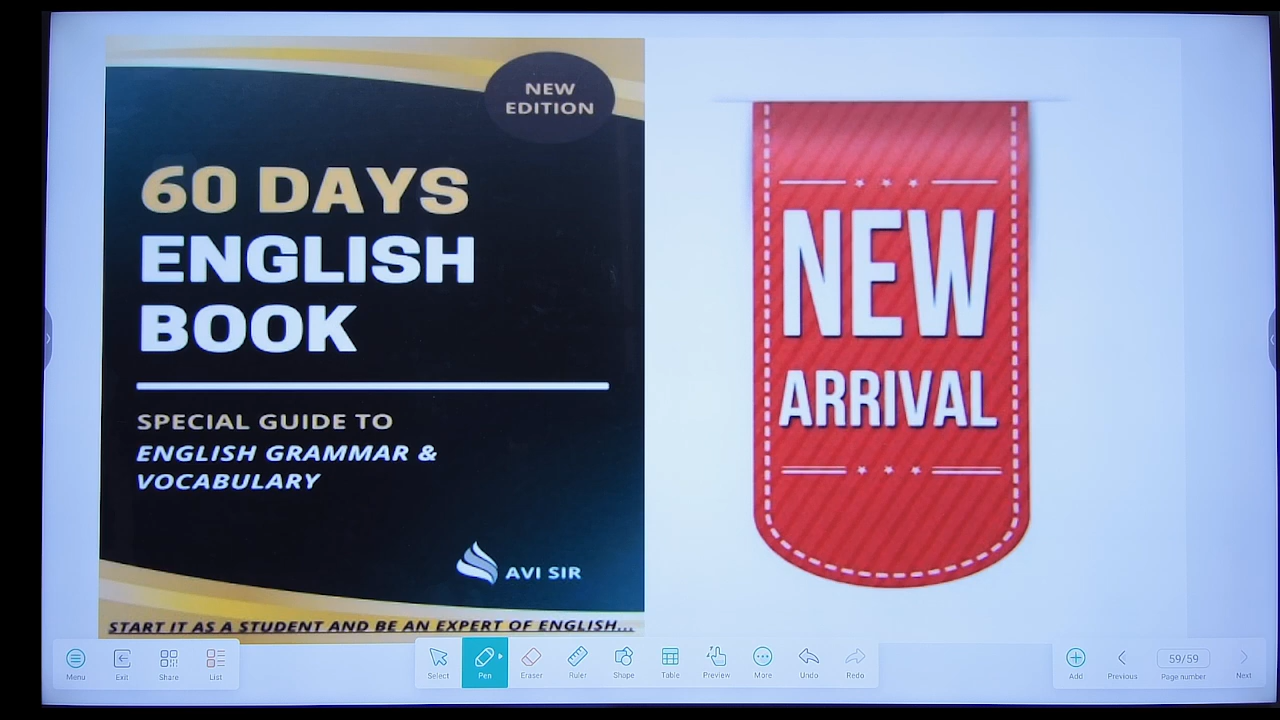 NEW
EDITION
60 DAYS
ENGLISH
BOOK
SPECIAL GUIDE TO
ENGLISH GRAMMAR &
VOCABULARY
AVI SIR
START IT AS A STUDENT AND BE AN EXPERT OF ENGLISH...
NEW
ARRIVAL
Menu
Exit
Share
List
Select
Pen
Eraser
Ruler
Shape
Table
Preview
More
Undo
Redo
Add
Previous
59/59
Page number
Next